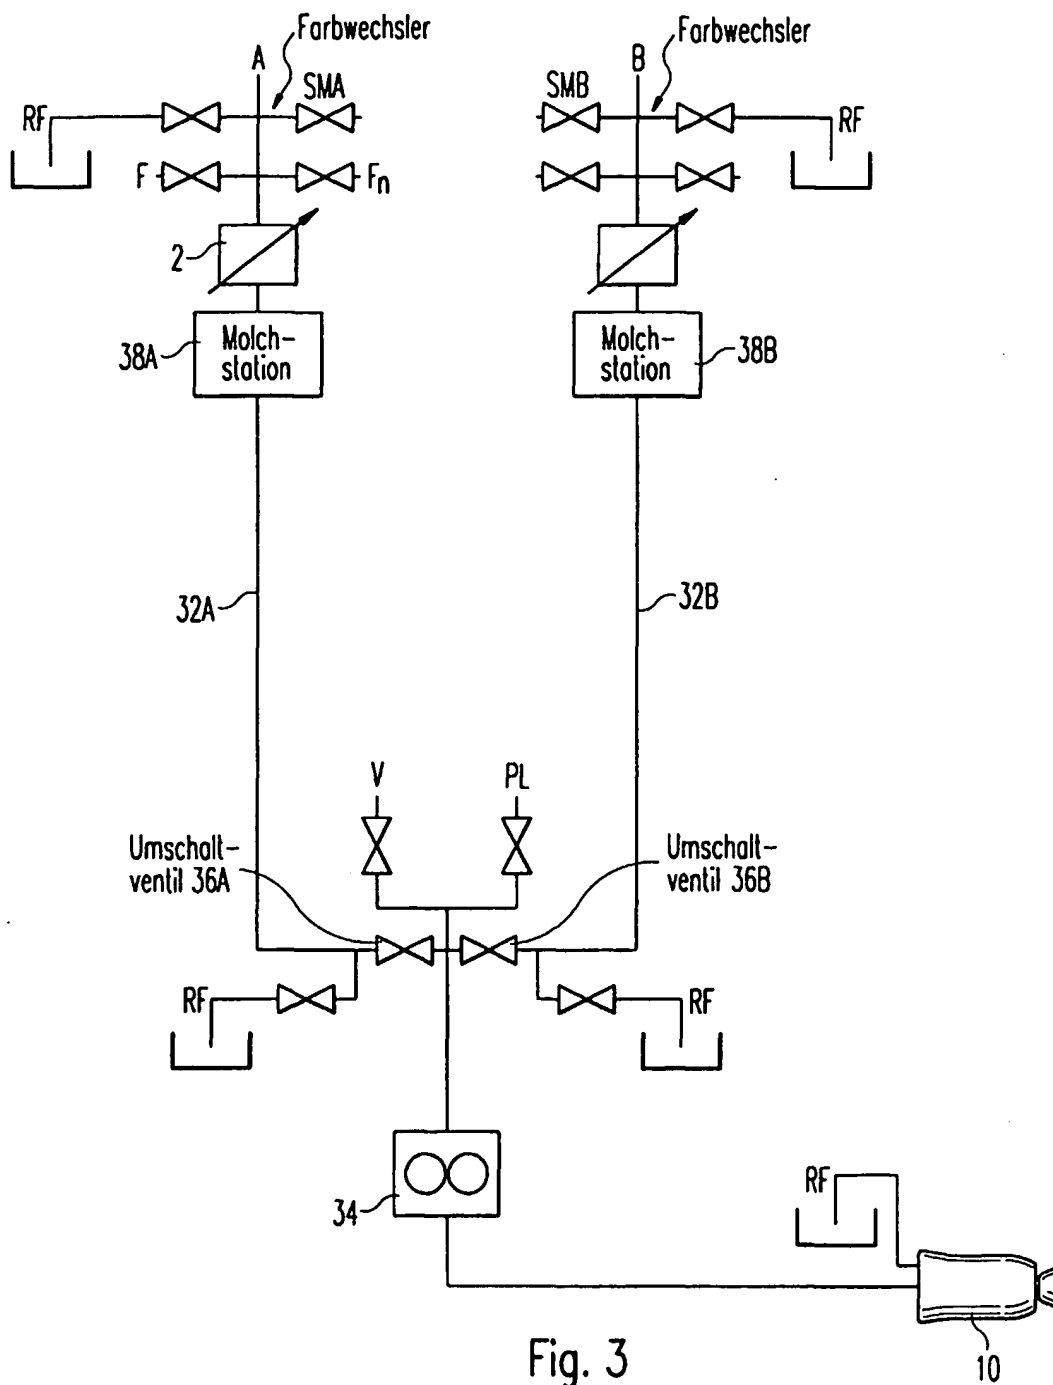 Farbwechsler
A
SMA
RF
F
Fn
Farbwechsler
B
SMB
RF
2
Molch-
station
38A
Molch-
station
38B
32A
32B
V
PL
Umschalt-
ventil 36A
Umschalt-
ventil 36B
RF
RF
34
RF
10
Fig. 3